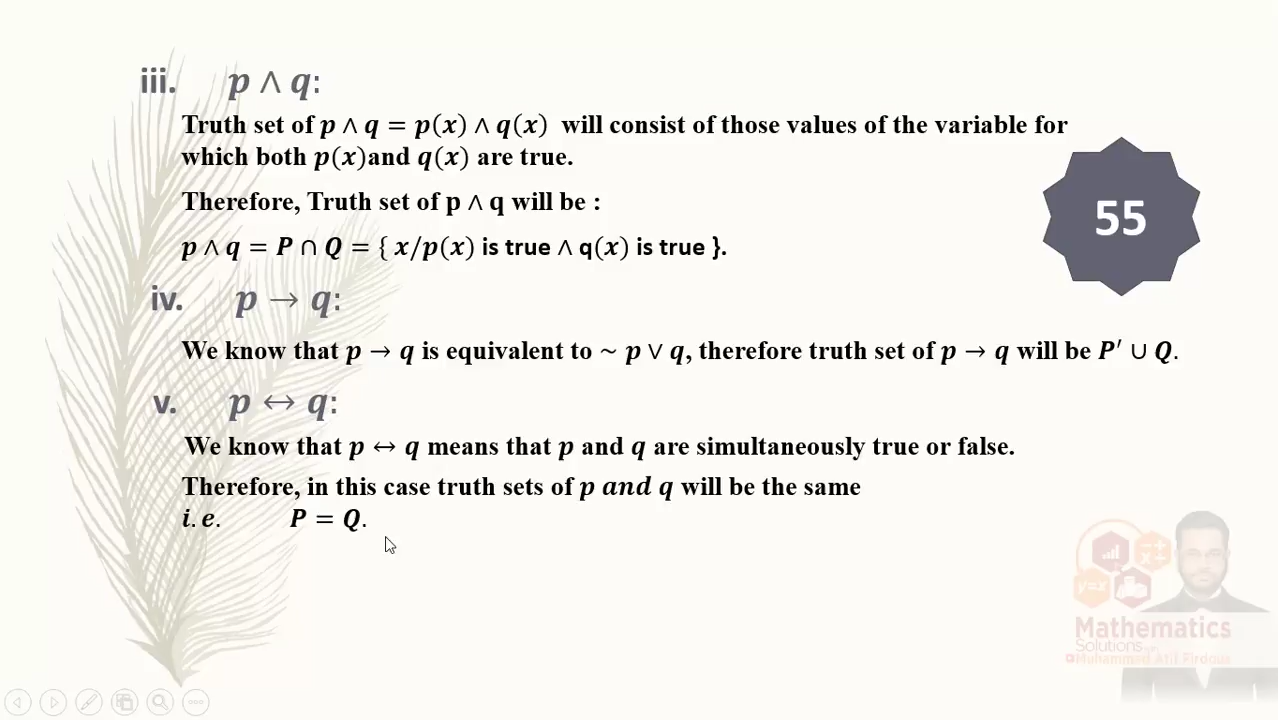 iii. p ∧ q:
Truth set of p ∧ q = p(x) ∧ q(x) will consist of those values of the variable for
which both p(x)and q(x) are true.
Therefore, Truth set of p ∧ q will be :
p ∧ q = P ∩ Q = { x/p(x) is true ∧ q(x) is true }.
55
iv. p → q:
We know that p → q is equivalent to ~ p ∨ q, therefore truth set of p → q will be P′ ∪ Q.
v. p ↔ q:
We know that p ↔ q means that p and q are simultaneously true or false.
Therefore, in this case truth sets of p and q will be the same
i.e. P = Q.
y=x
Mathematics
Solutions
Muhammad Atif Firdous